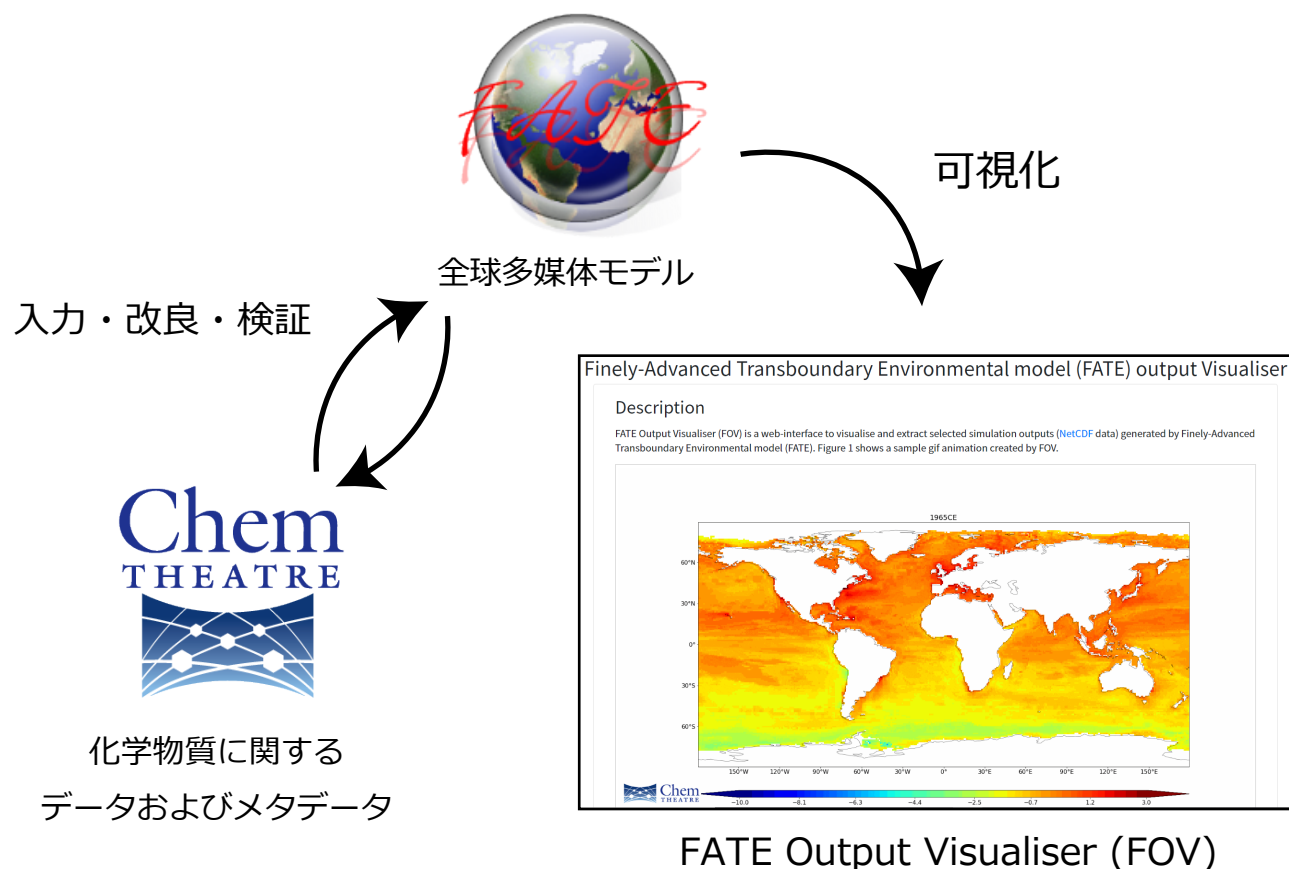 FATE
可視化
全球多媒体モデル
入力・改良・検証
Chem
THEATRE
化学物質に関する
データおよびメタデータ
Finely-Advanced Transboundary Environmental model (FATE) output Visualiser
Description
FATE Output Visualiser (FOV) is a web-interface to visualise and extract selected simulation outputs (NetCDF data) generated by Finely-Advanced
Transboundary Environmental model (FATE). Figure 1 shows a sample gif animation created by FOV.
1965CE
60°N
30°N
0°
30°S
60°S
150°W 120°W 90°W 60°W 30°W 0° 30°E 60°E 90°E 120°E 150°E
Chem
THEATRE
−10.0 −8.1 −6.3 −4.4 −2.5 −0.7 1.2 3.0
FATE Output Visualiser (FOV)